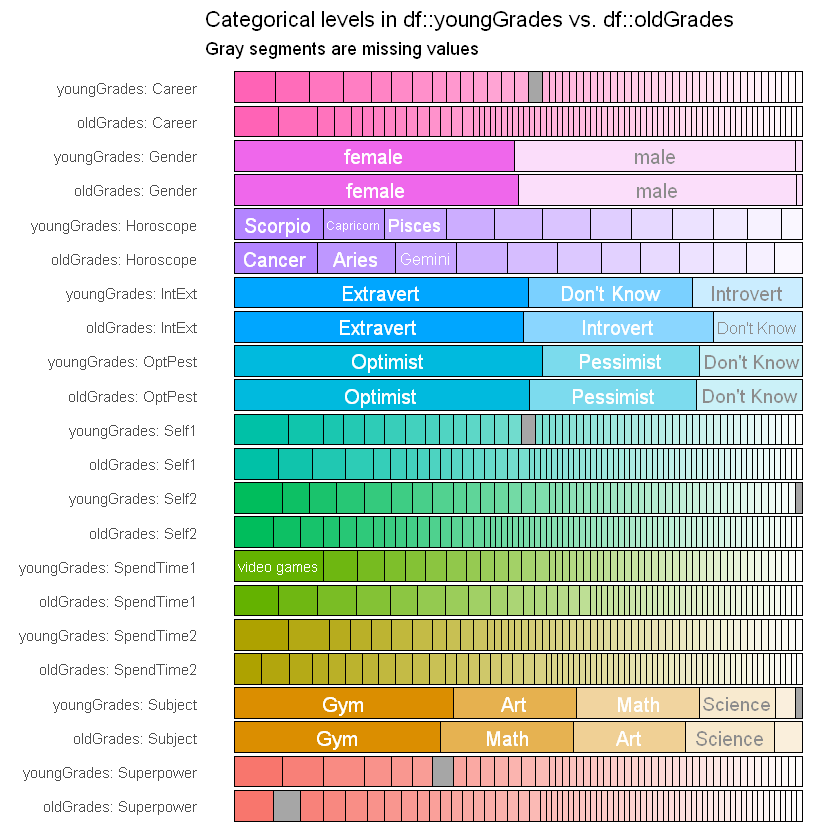 Categorical levels in df::youngGrades vs. df::oldGrades
Gray segments are missing values
youngGrades: Career
oldGrades: Career
youngGrades: Gender female male
oldGrades: Gender female male
youngGrades: Horoscope Scorpio Capricorn Pisces
oldGrades: Horoscope Cancer Aries Gemini
youngGrades: IntExt Extravert Don't Know Introvert
oldGrades: IntExt Extravert Introvert Don't Know
youngGrades: OptPest Optimist Pessimist Don't Know
oldGrades: OptPest Optimist Pessimist Don't Know
youngGrades: Self1
oldGrades: Self1
youngGrades: Self2
oldGrades: Self2
youngGrades: SpendTime1 video games
oldGrades: SpendTime1
youngGrades: SpendTime2
oldGrades: SpendTime2
youngGrades: Subject Gym Art Math Science
oldGrades: Subject Gym Math Art Science
youngGrades: Superpower
oldGrades: Superpower